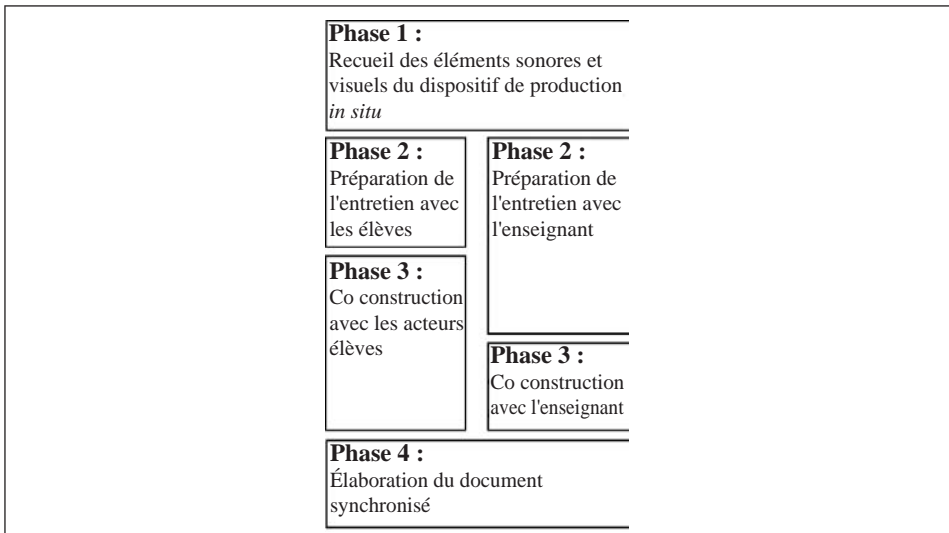 Phase 1 :
Recueil des éléments sonores et
visuels du dispositif de production
in situ
Phase 2 :
Préparation de
l'entretien avec
les élèves
Phase 2 :
Préparation de
l'entretien avec
l'enseignant
Phase 3 :
Co construction
avec les acteurs
élèves
Phase 3 :
Co construction
avec l'enseignant
Phase 4 :
Élaboration du document
synchronisé